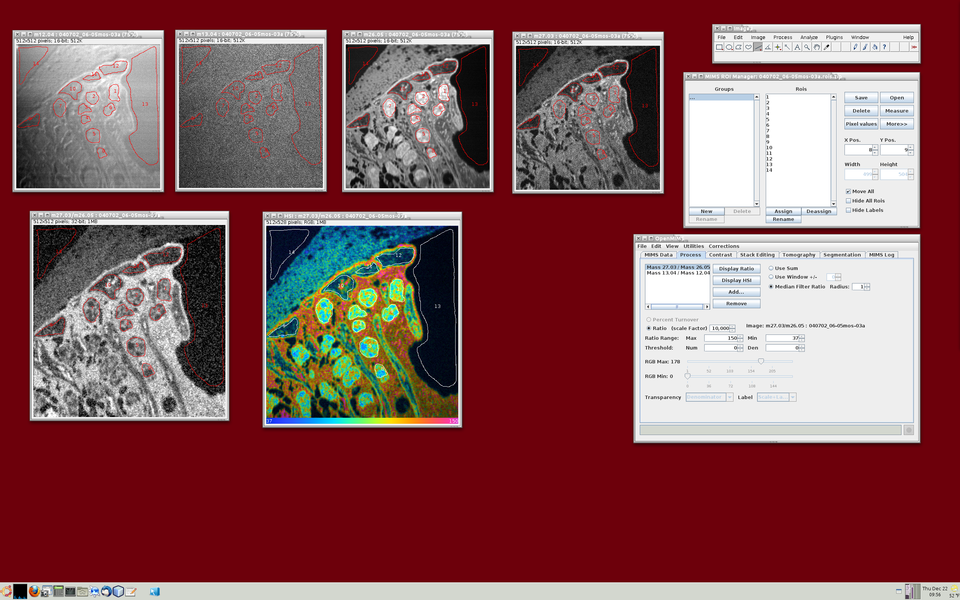 m12.04 : 040702_06-05mos-03a (75%)
512x512 pixels; 16-bit; 512K
m13.04 : 040702_06-05mos-03a (75%)
512x512 pixels; 16-bit; 512K
m26.05 : 040702_06-05mos-03a (75%)
512x512 pixels; 16-bit; 512K
m27.03 : 040702_06-05mos-03a (75%)
512x512 pixels; 16-bit; 512K
File Edit Image Process Analyze Plugins Window Help
MIMS ROI Manager: 040702_06-05mos-03a.rois.zip
Groups Rois
...
1
2
3
4
5
6
7
8
9
10
11
12
13
14
Save Open
Delete Measure
Pixel values More>>
X Pos. Y Pos.
Width Height
Move All
Hide All Rois
Hide Labels
New Delete Assign Deassign
Rename Rename
m27.03/m26.05 : 040702_06-05mos-03a
512x512 pixels; 32-bit; 1MB
HSI : m27.03/m26.05 : 040702_06-05mos-03a
512x528 pixels; RGB; 1MB
14
13
37 150
File Edit View Utilities Corrections
MIMS Data Process Contrast Stack Editing Tomography Segmentation MIMS Log
Mass 27.03 / Mass 26.05
Mass 13.04 / Mass 12.04
Display Ratio
Display HSI
Add...
Remove
Use Sum
Use Window +/-
Median Filter Ratio Radius: 1
Percent Turnover
Ratio (scale Factor) 10,000
Image: m27.03/m26.05 : 040702_06-05mos-03a
Ratio Range: Max 150 Min 37
Threshold: Num 0 Den 0
RGB Max: 178
RGB Min: 0
Transparency Label
Thu Dec 22
09:56
52 °F